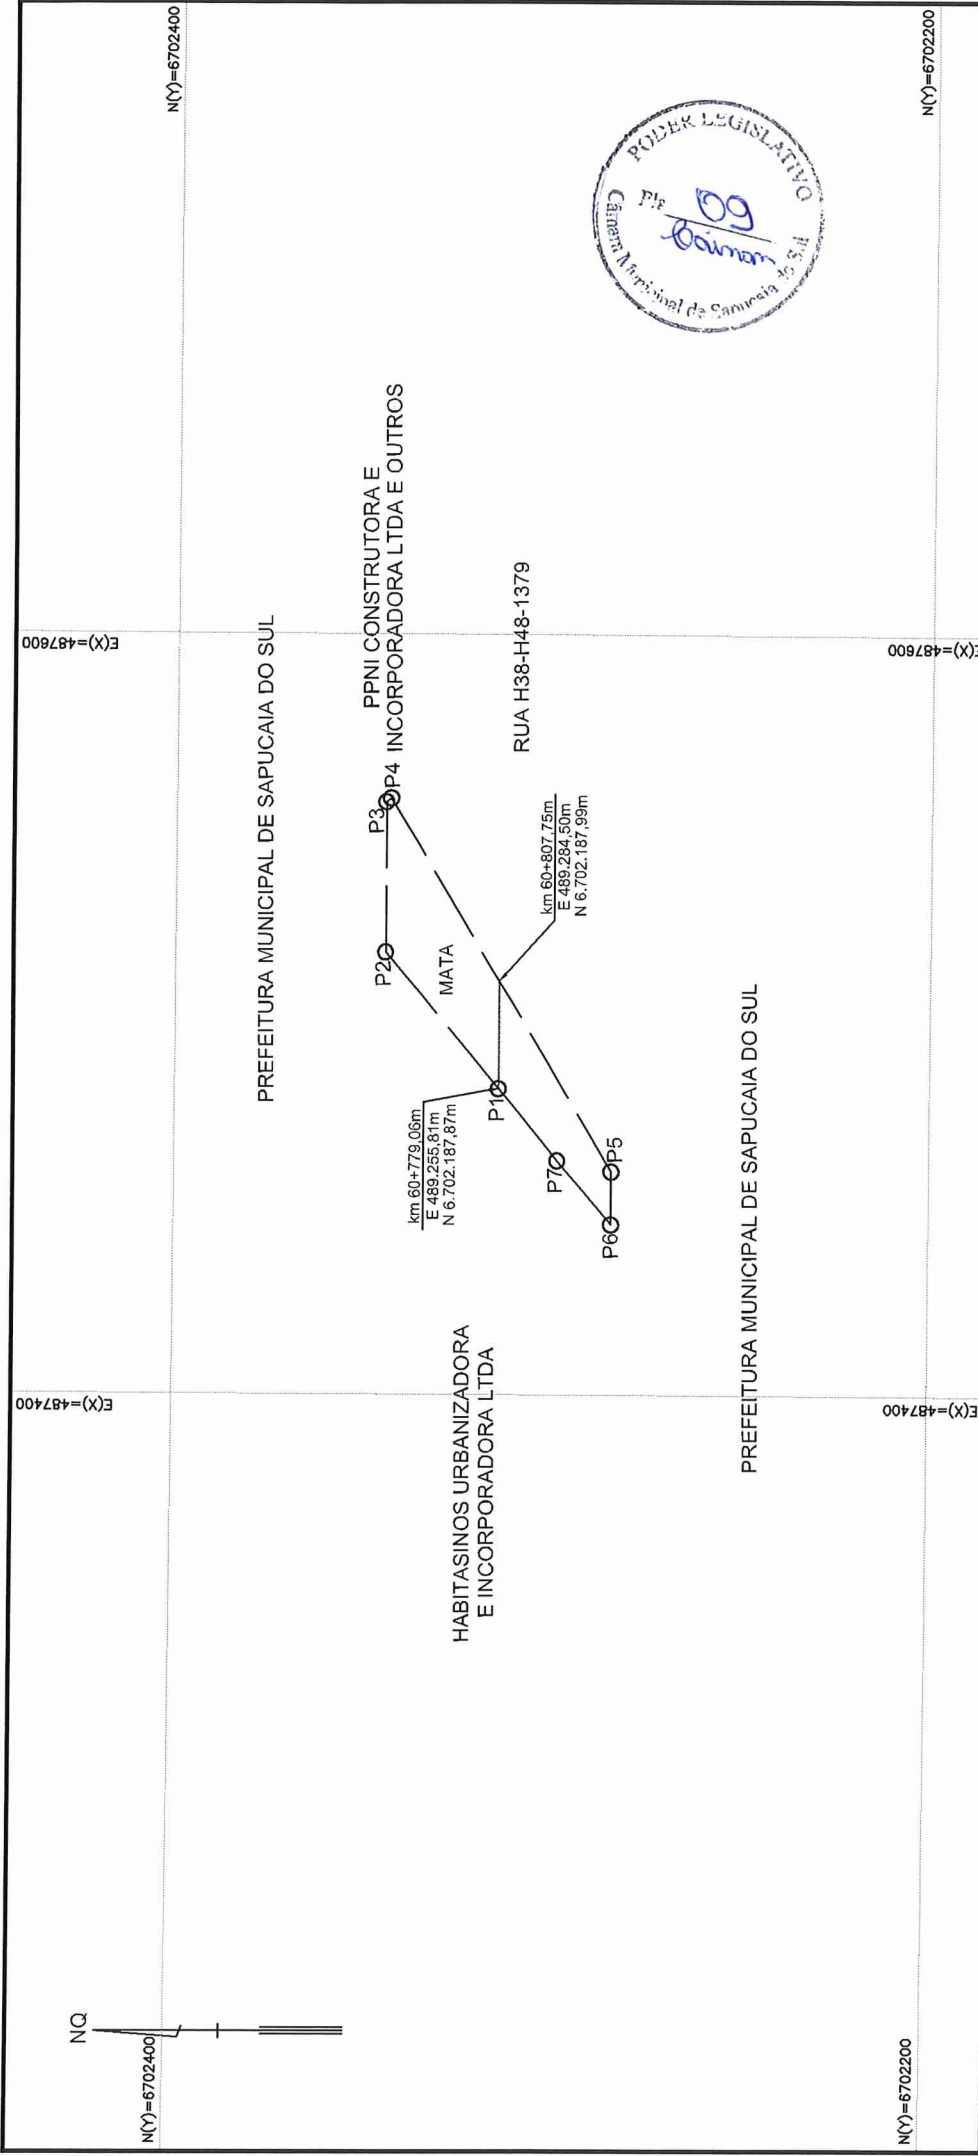 NQ
N(Y)=6702400
E(X)=487400
E(X)=487600
N(Y)=6702400
PREFEITURA MUNICIPAL DE SAPUCAIA DO SUL
PPNI CONSTRUTORA E
INCORPORADORA LTDA E OUTROS
P2
P3
P4
MATA
km 60+779,06m
E 489.255,81m
N 6.702.187,87m
HABITASINOS URBANIZADORA
E INCORPORADORA LTDA
P1
RUA H38-H48-1379
km 60+807,75m
E 489.284,50m
N 6.702.187,99m
P7
P6
P5
PREFEITURA MUNICIPAL DE SAPUCAIA DO SUL
PODER LEGISLATIVO
Fls 09
Câmara Municipal de Sapucaia do Sul
N(Y)=6702200
E(X)=487400
E(X)=487600
N(Y)=6702200